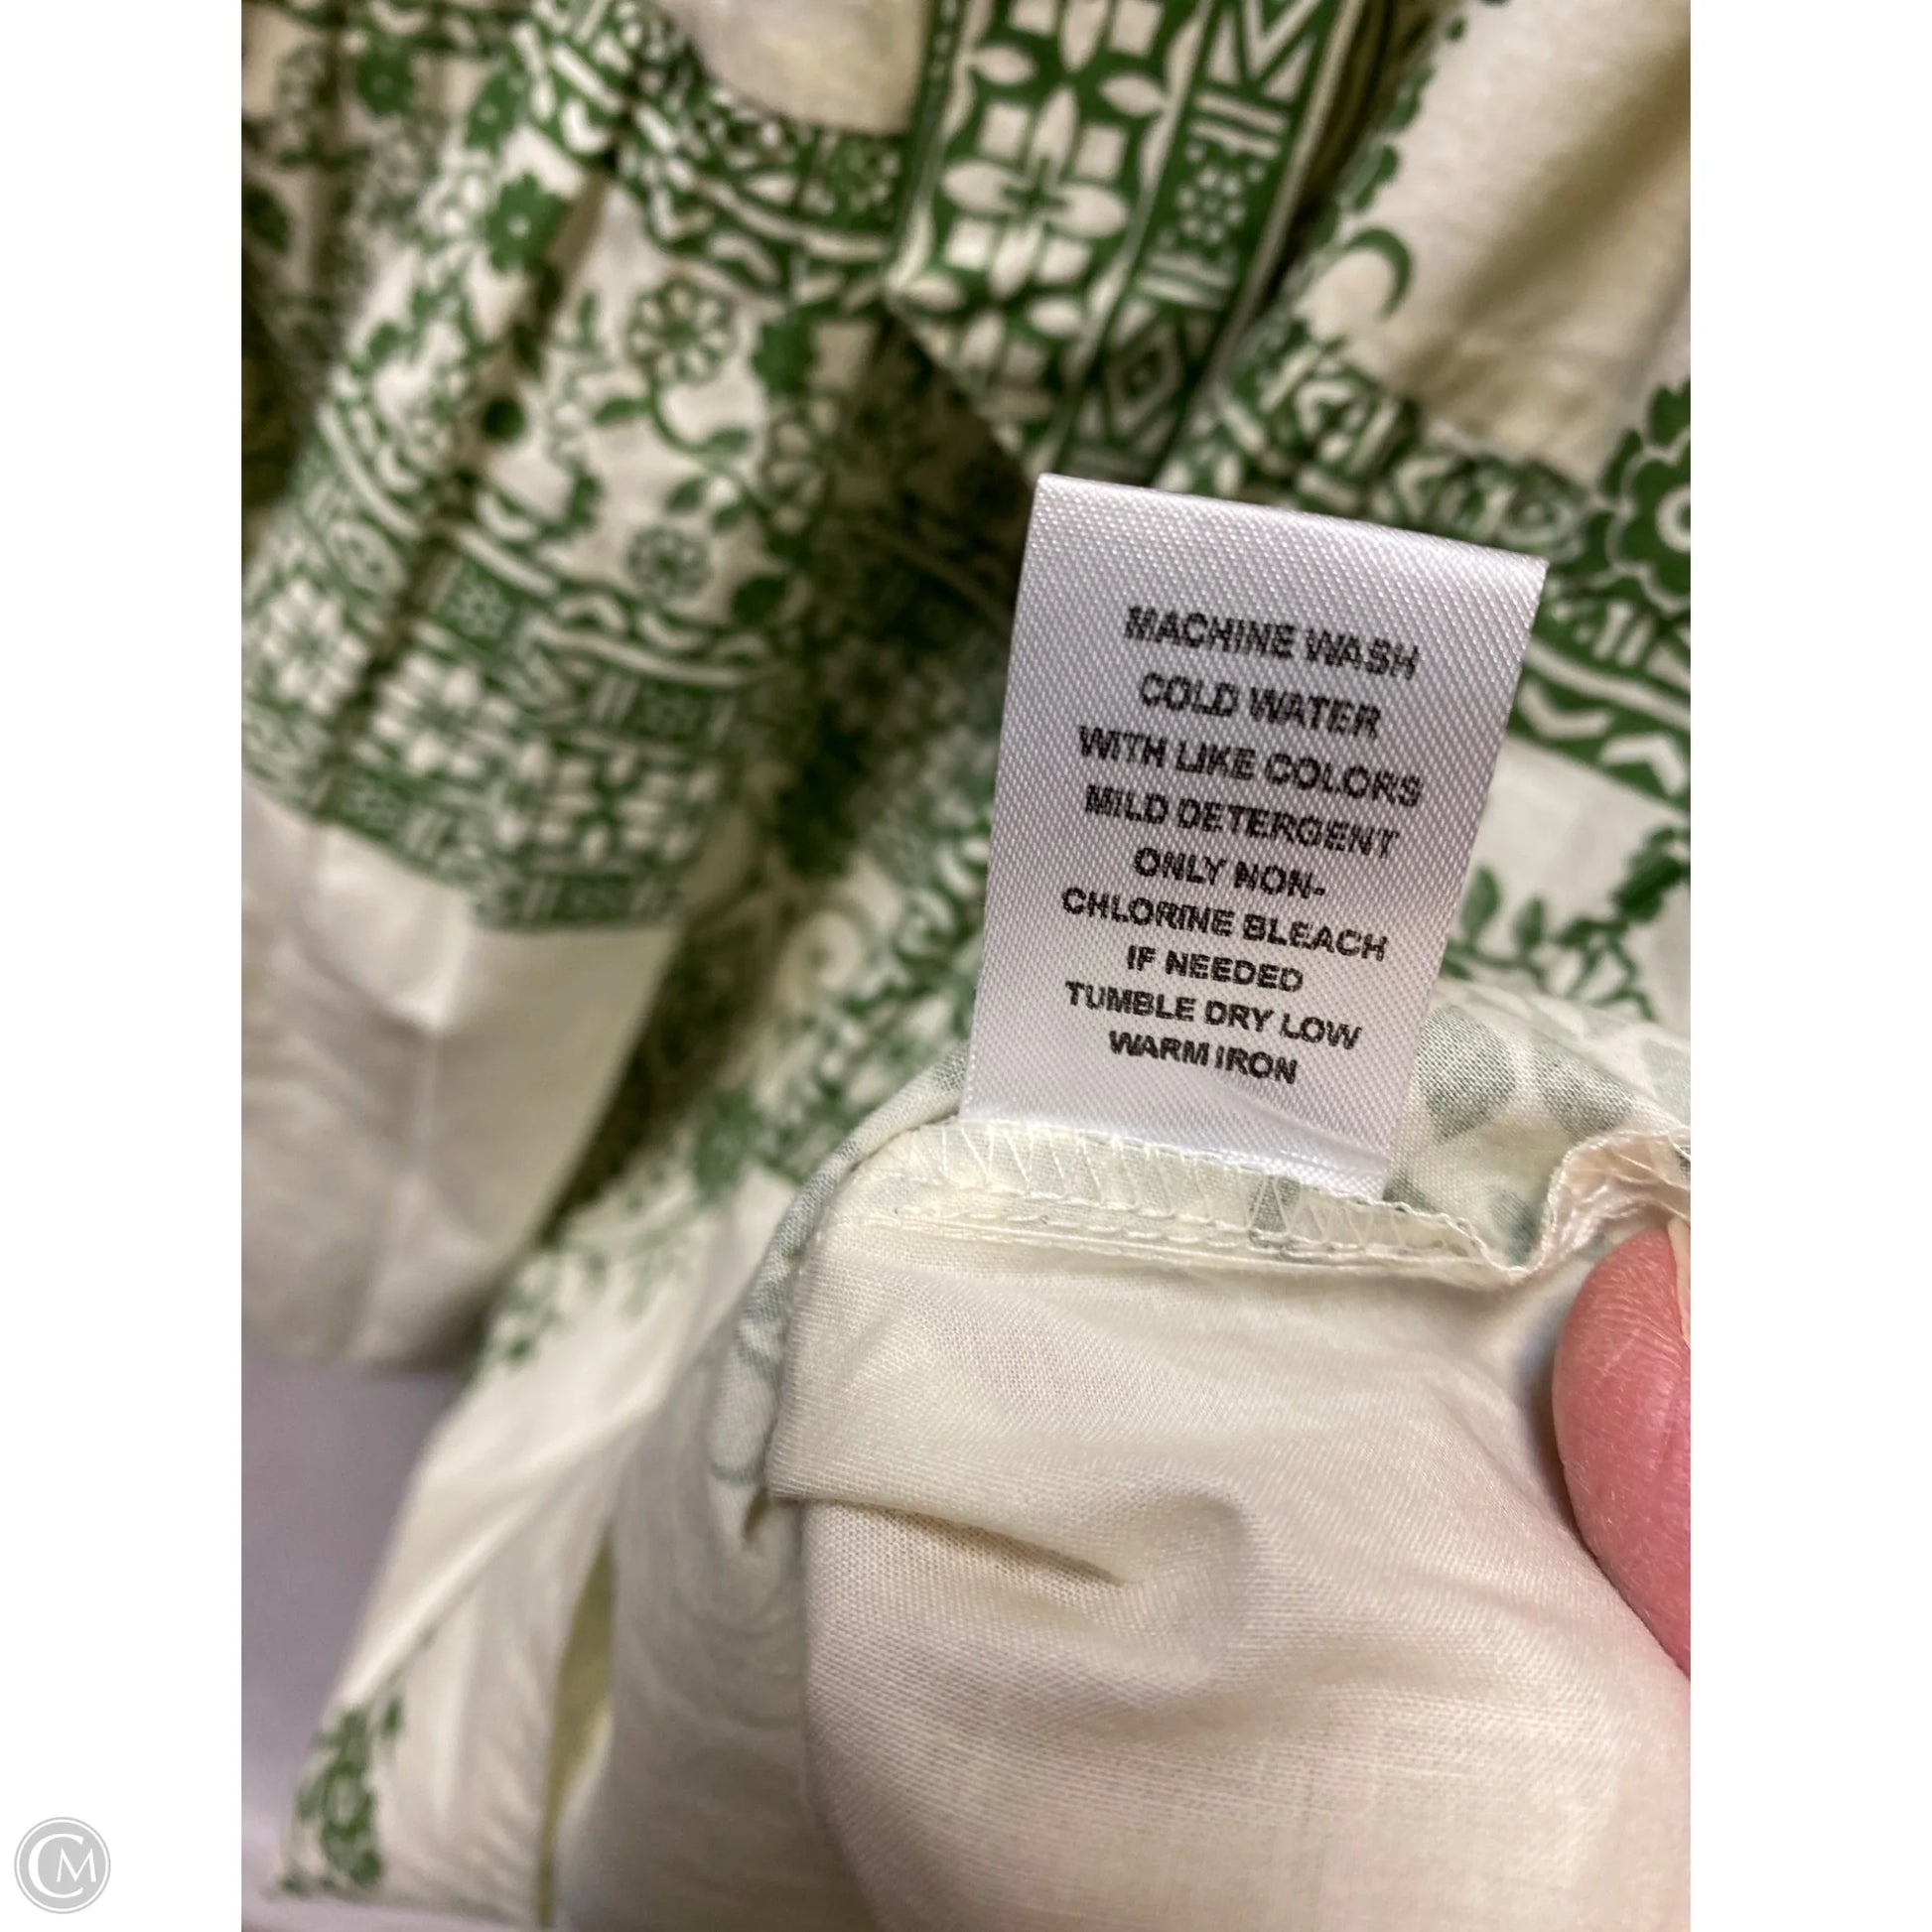 MACHINE WASH
COLD WATER
WITH LIKE COLORS
MILD DETERGENT
ONLY NON-
CHLORINE BLEACH
IF NEEDED
TUMBLE DRY LOW
WARM IRON
CM